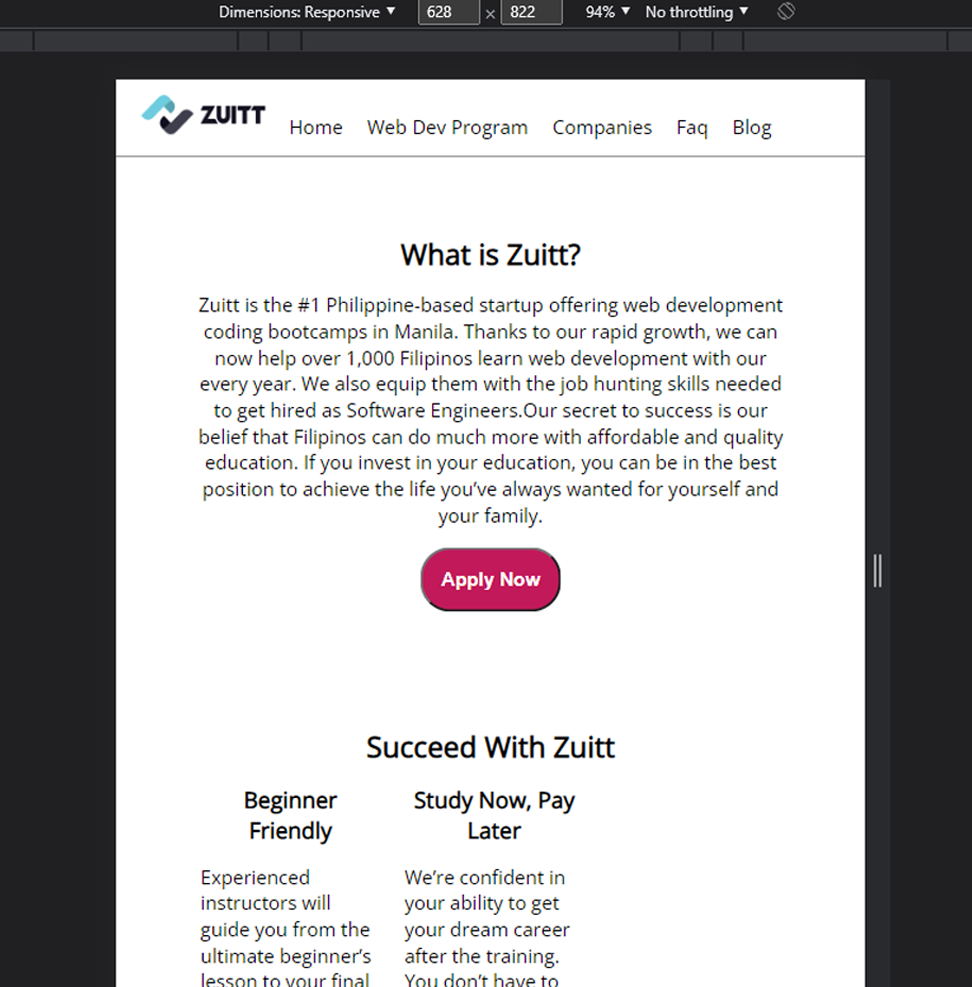 Dimensions: Responsive ▼ 628 × 822 94% ▼ No throttling ▼
ZUITT Home Web Dev Program Companies Faq Blog
What is Zuitt?
Zuitt is the #1 Philippine-based startup offering web development
coding bootcamps in Manila. Thanks to our rapid growth, we can
now help over 1,000 Filipinos learn web development with our
every year. We also equip them with the job hunting skills needed
to get hired as Software Engineers.Our secret to success is our
belief that Filipinos can do much more with affordable and quality
education. If you invest in your education, you can be in the best
position to achieve the life you’ve always wanted for yourself and
your family.
Apply Now
Succeed With Zuitt
Beginner
Friendly
Experienced
instructors will
guide you from the
ultimate beginner’s
lesson to your final
Study Now, Pay
Later
We’re confident in
your ability to get
your dream career
after the training.
You don’t have to